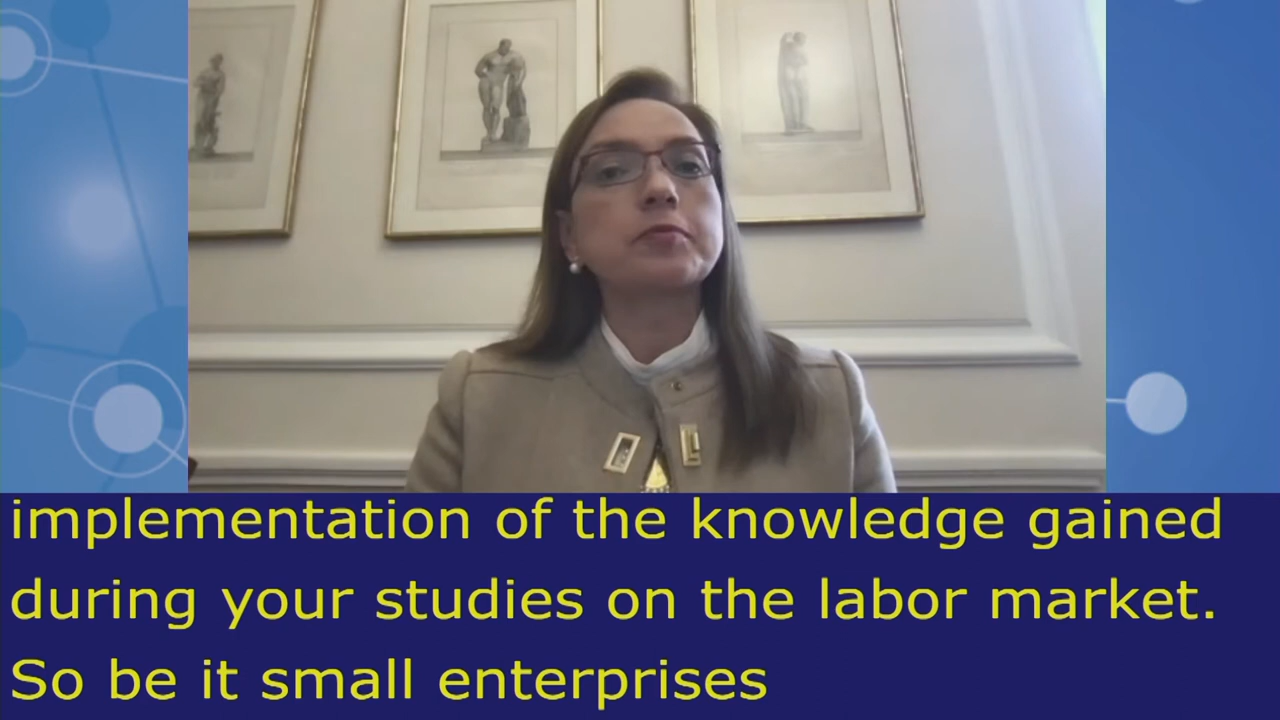 implementation of the knowledge gained
during your studies on the labor market.
So be it small enterprises